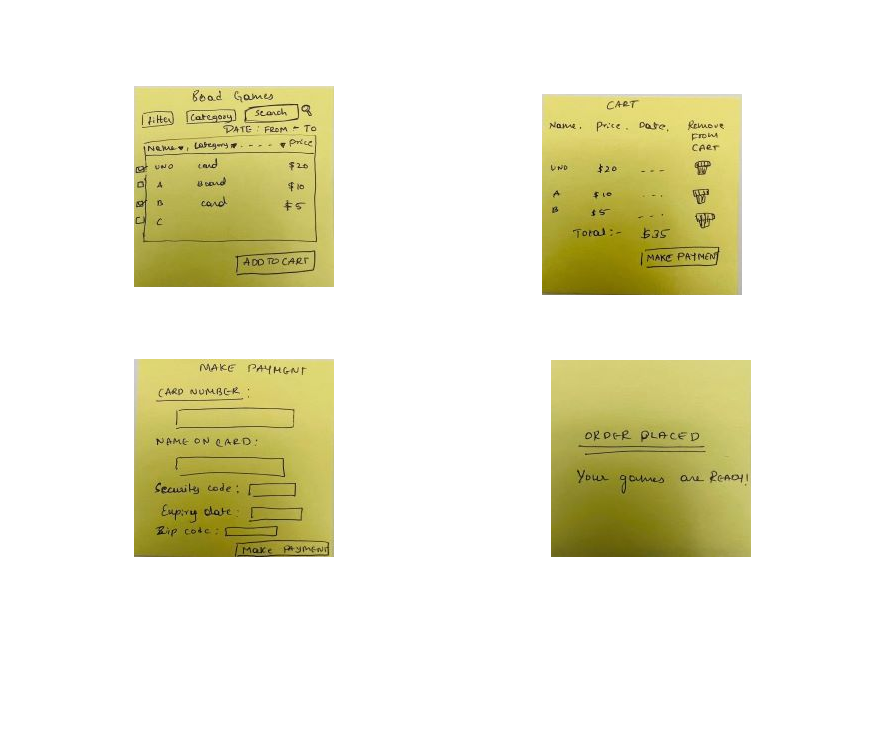 Boad Games
filter Category Search
DATE : FROM - TO
Name, Category - - - - Price
UNO card $20
A Board $10
B card $5
C
ADD TO CART
CART
Name. Price. Date. Remove
FROM
CART
UNO $20 - - -
A $10 - - -
B $5 - - -
Total:- $35
MAKE PAYMENT
MAKE PAYMENT
CARD NUMBER :
NAME ON CARD:
Security code :
Expiry date :
Zip code :
Make PAYMENT
ORDER PLACED
Your games are READY!